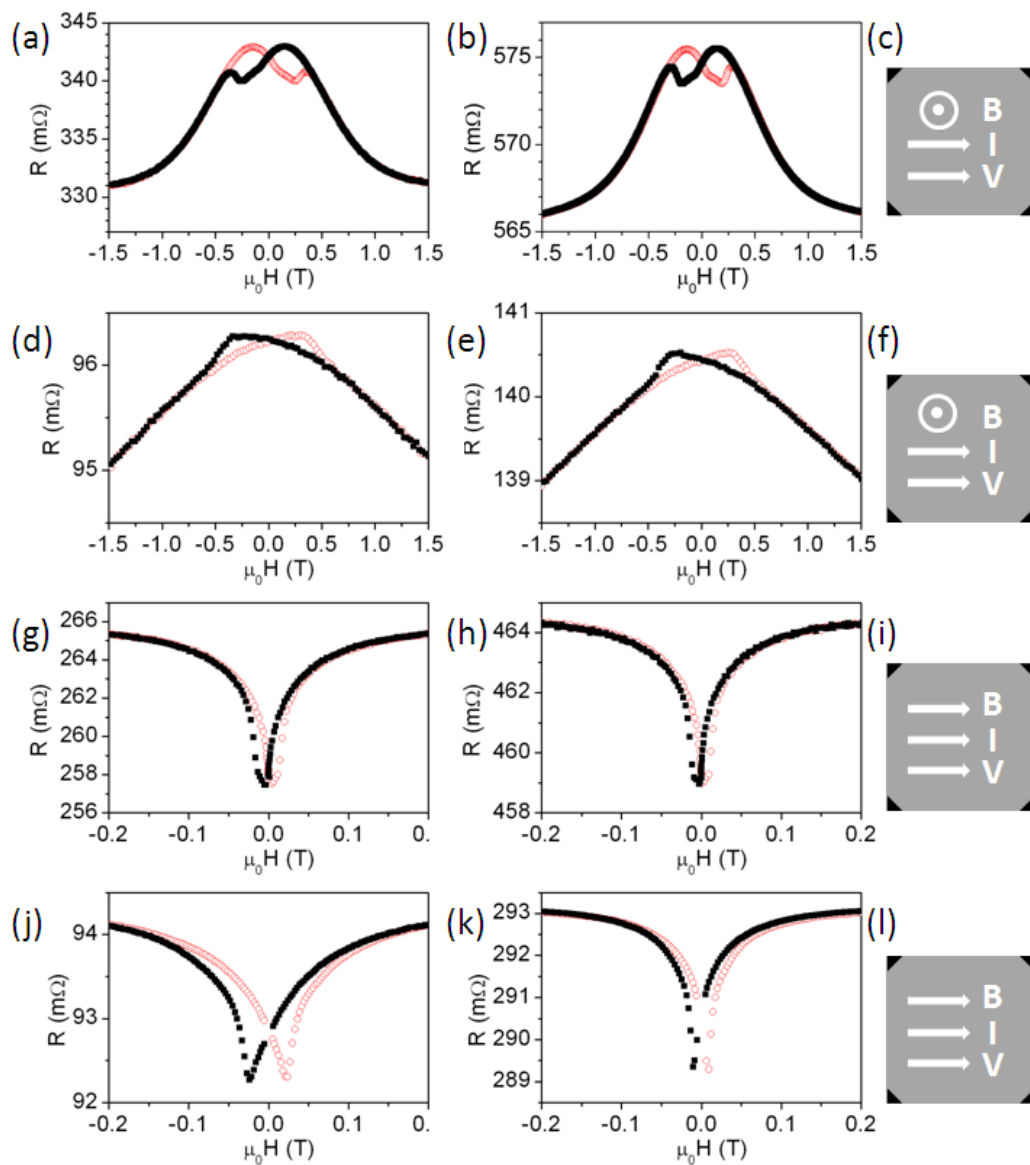 (a)
345
340
335
330
R (mΩ)
-1.5 -1.0 -0.5 0.0 0.5 1.0 1.5
μ0H (T)
(b)
575
570
565
R (mΩ)
-1.5 -1.0 -0.5 0.0 0.5 1.0 1.5
μ0H (T)
(c)
B
I
V
(d)
96
95
R (mΩ)
-1.5 -1.0 -0.5 0.0 0.5 1.0 1.5
μ0H (T)
(e)
141
140
139
R (mΩ)
-1.5 -1.0 -0.5 0.0 0.5 1.0 1.5
μ0H (T)
(f)
B
I
V
(g)
266
264
262
260
258
256
R (mΩ)
-0.2 -0.1 0.0 0.1 0.2
μ0H (T)
(h)
464
462
460
458
R (mΩ)
-0.2 -0.1 0.0 0.1 0.2
μ0H (T)
(i)
B
I
V
(j)
94
93
92
R (mΩ)
-0.2 -0.1 0.0 0.1 0.
μ0H (T)
(k)
293
292
291
290
289
R (mΩ)
-0.2 -0.1 0.0 0.1 0.2
μ0H (T)
(l)
B
I
V